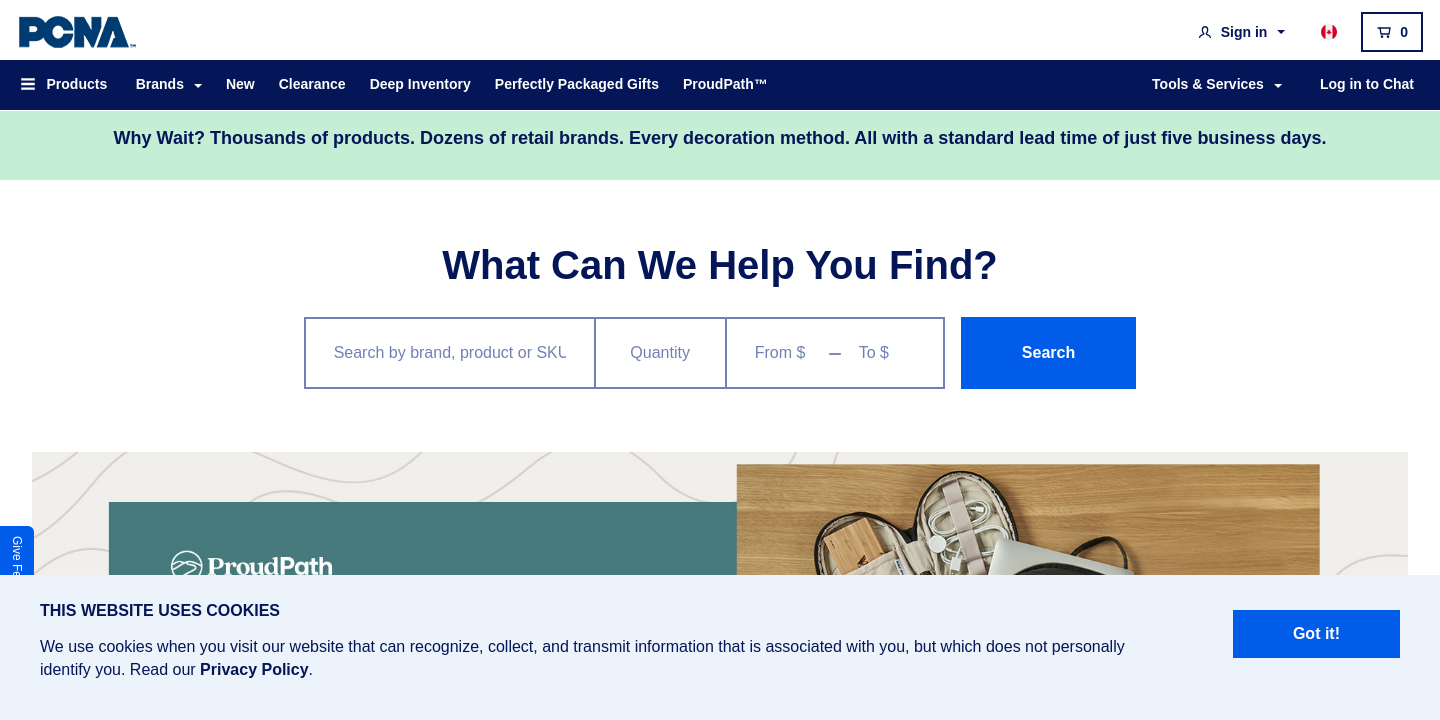 PCNA™
Sign in
0
Products
Brands
New
Clearance
Deep Inventory
Perfectly Packaged Gifts
ProudPath™
Tools & Services
Log in to Chat
Why Wait? Thousands of products. Dozens of retail brands. Every decoration method. All with a standard lead time of just five business days.
What Can We Help You Find?
Search by brand, product or SKU
Quantity
From $
To $
Search
ProudPath
Give Fe
THIS WEBSITE USES COOKIES
We use cookies when you visit our website that can recognize, collect, and transmit information that is associated with you, but which does not personally
identify you. Read our Privacy Policy.
Got it!